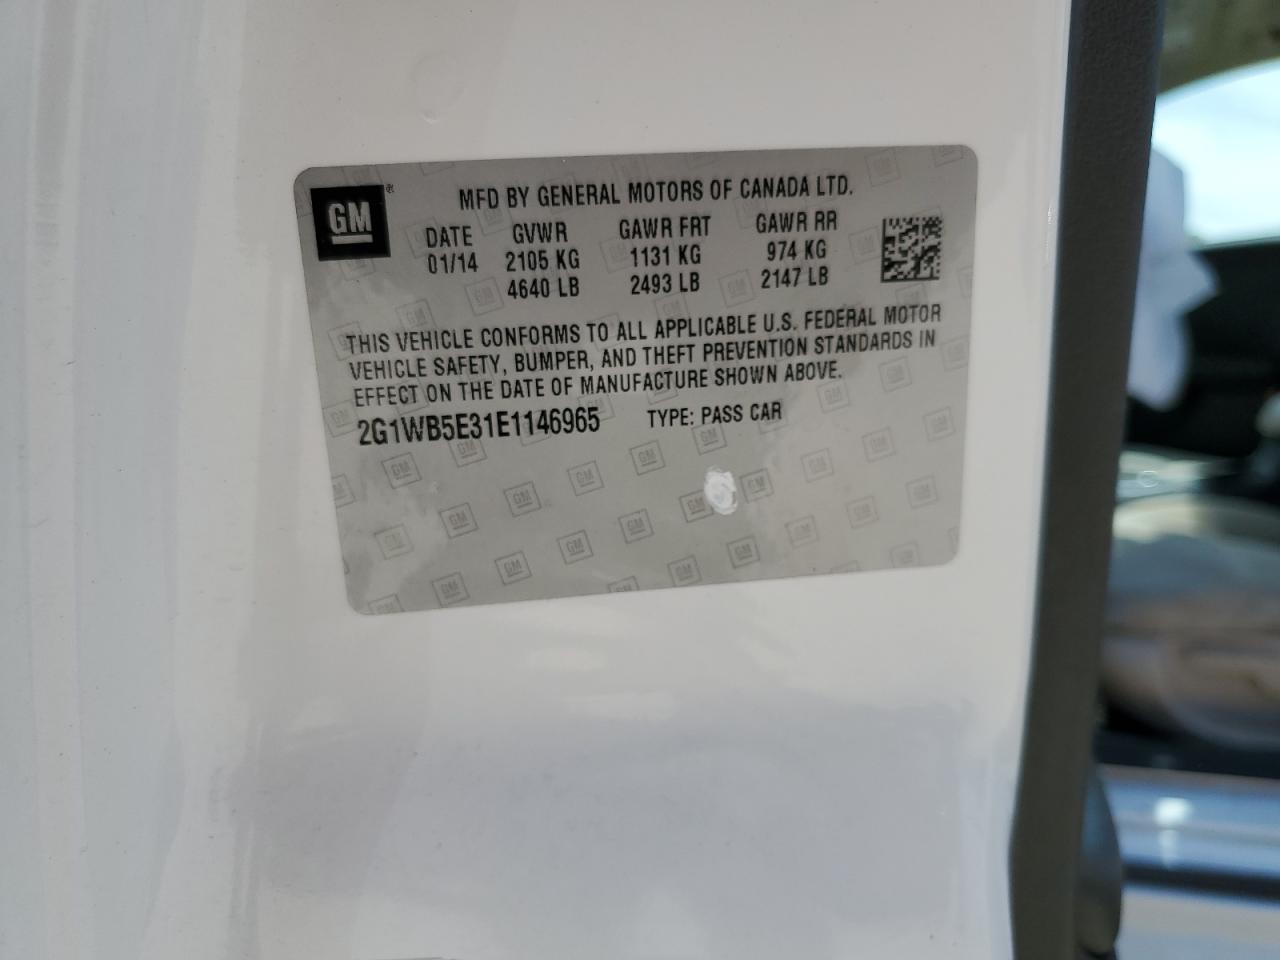 GM®
MFD BY GENERAL MOTORS OF CANADA LTD.
DATE GVWR GAWR FRT GAWR RR
01/14 2105 KG 1131 KG 974 KG
4640 LB 2493 LB 2147 LB
THIS VEHICLE CONFORMS TO ALL APPLICABLE U.S. FEDERAL MOTOR
VEHICLE SAFETY, BUMPER, AND THEFT PREVENTION STANDARDS IN
EFFECT ON THE DATE OF MANUFACTURE SHOWN ABOVE.
2G1WB5E31E1146965 TYPE: PASS CAR